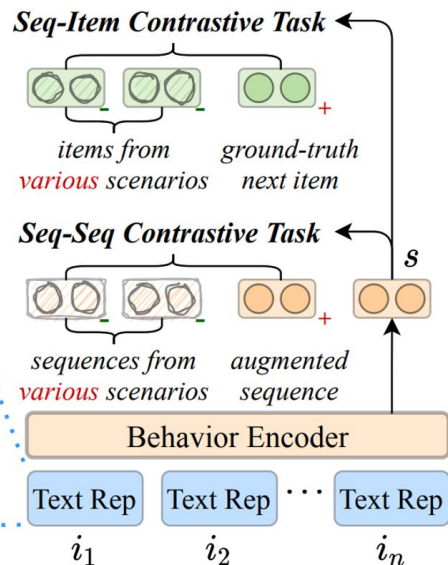 Seq-Item Contrastive Task
- - +
items from ground-truth
various scenarios next item
Seq-Seq Contrastive Task
s
- - +
sequences from augmented
various scenarios sequence
Behavior Encoder
Text Rep Text Rep ··· Text Rep
i1 i2 in